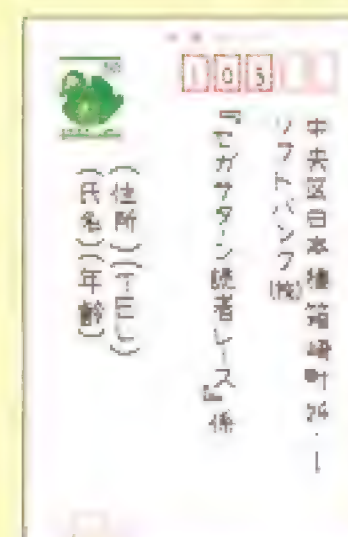 103
中央区日本橋箱崎町24-1
ソフトバンク(株)
『セガサターン読者レース』係
(住所)(TEL)
(氏名)(年齢)